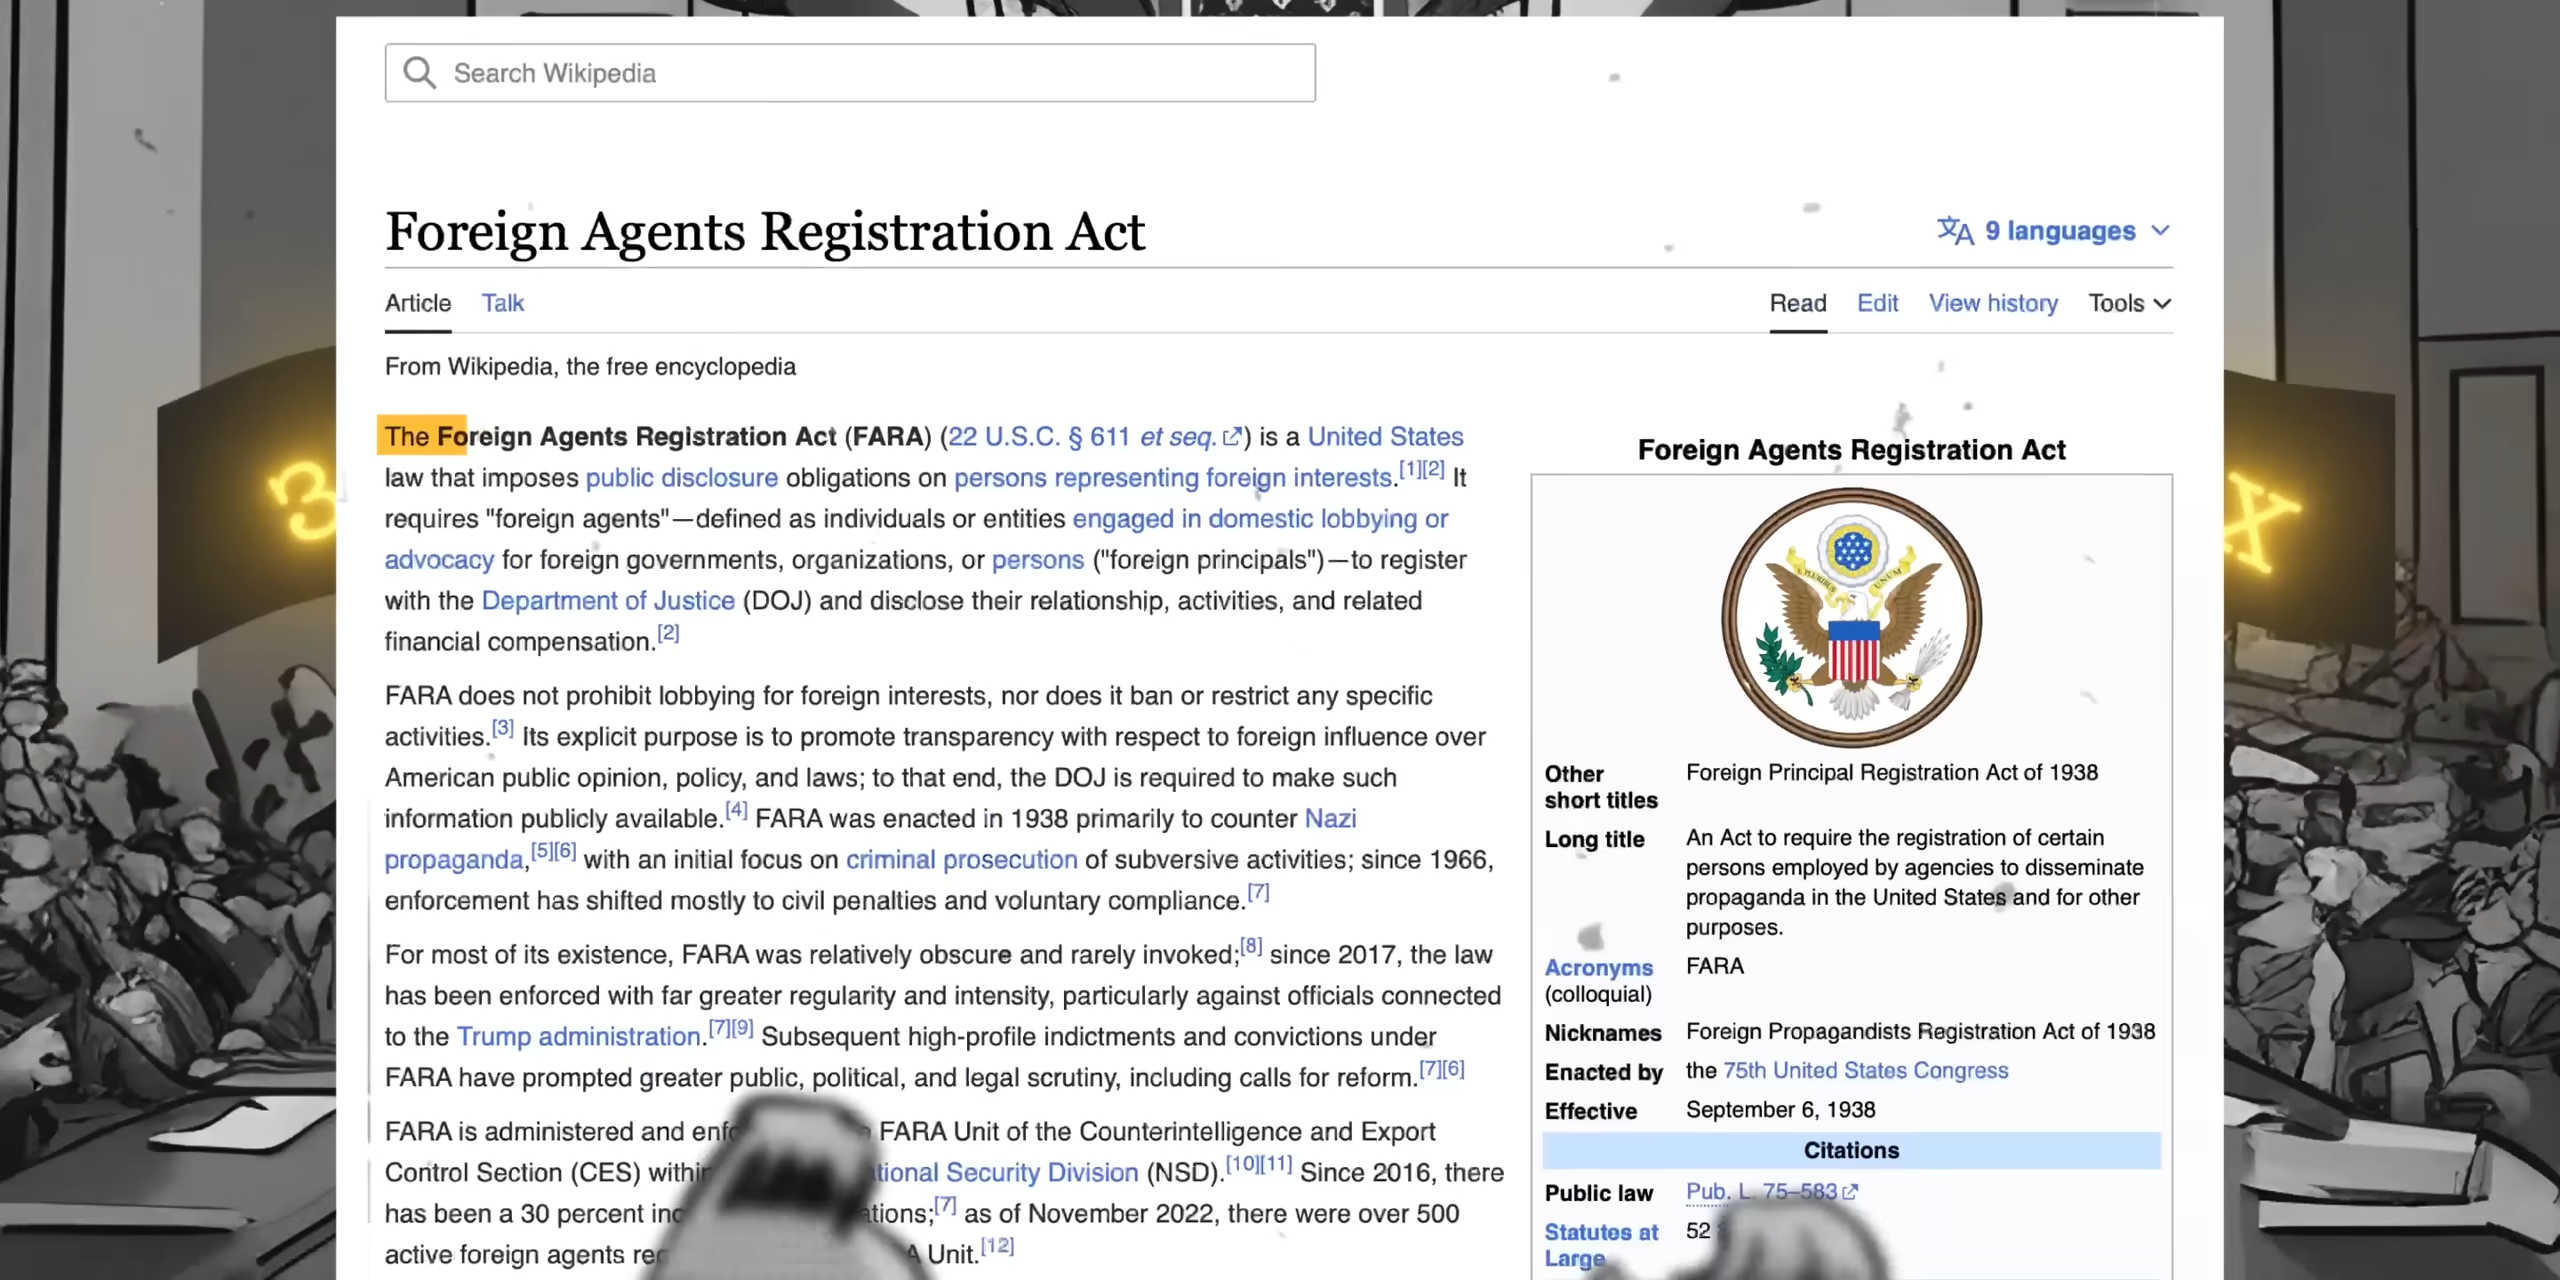 Search Wikipedia
Foreign Agents Registration Act
9 languages
Article Talk
Read Edit View history Tools
From Wikipedia, the free encyclopedia
The Foreign Agents Registration Act (FARA) (22 U.S.C. § 611 et seq.) is a United States
law that imposes public disclosure obligations on persons representing foreign interests.[1][2] It
requires "foreign agents"—defined as individuals or entities engaged in domestic lobbying or
advocacy for foreign governments, organizations, or persons ("foreign principals")—to register
with the Department of Justice (DOJ) and disclose their relationship, activities, and related
financial compensation.[2]
FARA does not prohibit lobbying for foreign interests, nor does it ban or restrict any specific
activities.[3] Its explicit purpose is to promote transparency with respect to foreign influence over
American public opinion, policy, and laws; to that end, the DOJ is required to make such
information publicly available.[4] FARA was enacted in 1938 primarily to counter Nazi
propaganda,[5][6] with an initial focus on criminal prosecution of subversive activities; since 1966,
enforcement has shifted mostly to civil penalties and voluntary compliance.[7]
For most of its existence, FARA was relatively obscure and rarely invoked;[8] since 2017, the law
has been enforced with far greater regularity and intensity, particularly against officials connected
to the Trump administration.[7][9] Subsequent high-profile indictments and convictions under
FARA have prompted greater public, political, and legal scrutiny, including calls for reform.[7][6]
FARA is administered and FARA Unit of the Counterintelligence and Export
Control Section (CES) Security Division (NSD).[10][11] Since 2016, there
has been a 30 percent [7] as of November 2022, there were over 500
active foreign agents Unit.[12]
Foreign Agents Registration Act
E PLURIBUS UNUM
Other short titles Foreign Principal Registration Act of 1938
Long title An Act to require the registration of certain
persons employed by agencies to disseminate
propaganda in the United States and for other
purposes.
Acronyms (colloquial) FARA
Nicknames Foreign Propagandists Registration Act of 1938
Enacted by the 75th United States Congress
Effective September 6, 1938
Citations
Public law Pub. L. 75–583
Statutes at Large 52
3
X